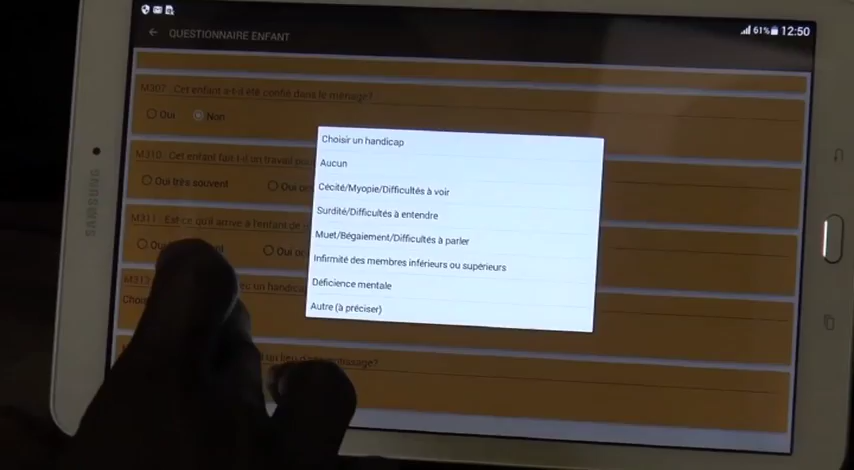 61% 12:50
QUESTIONNAIRE ENFANT
M307 : Cet enfant a-t-il été confié dans le ménage?
Oui Non
M310 : Cet enfant fait t-il un travail
Oui très souvent Oui
M311 : Est-ce qu'il arrive à l'enfant de
Choisir un handicap
Aucun
Cécité/Myopie/Difficultés à voir
Surdité/Difficultés à entendre
Muet/Bégaiement/Difficultés à parler
Infirmité des membres inférieurs ou supérieurs
Déficience mentale
Autre (à préciser)
Oui
un handicap
SAMSUNG